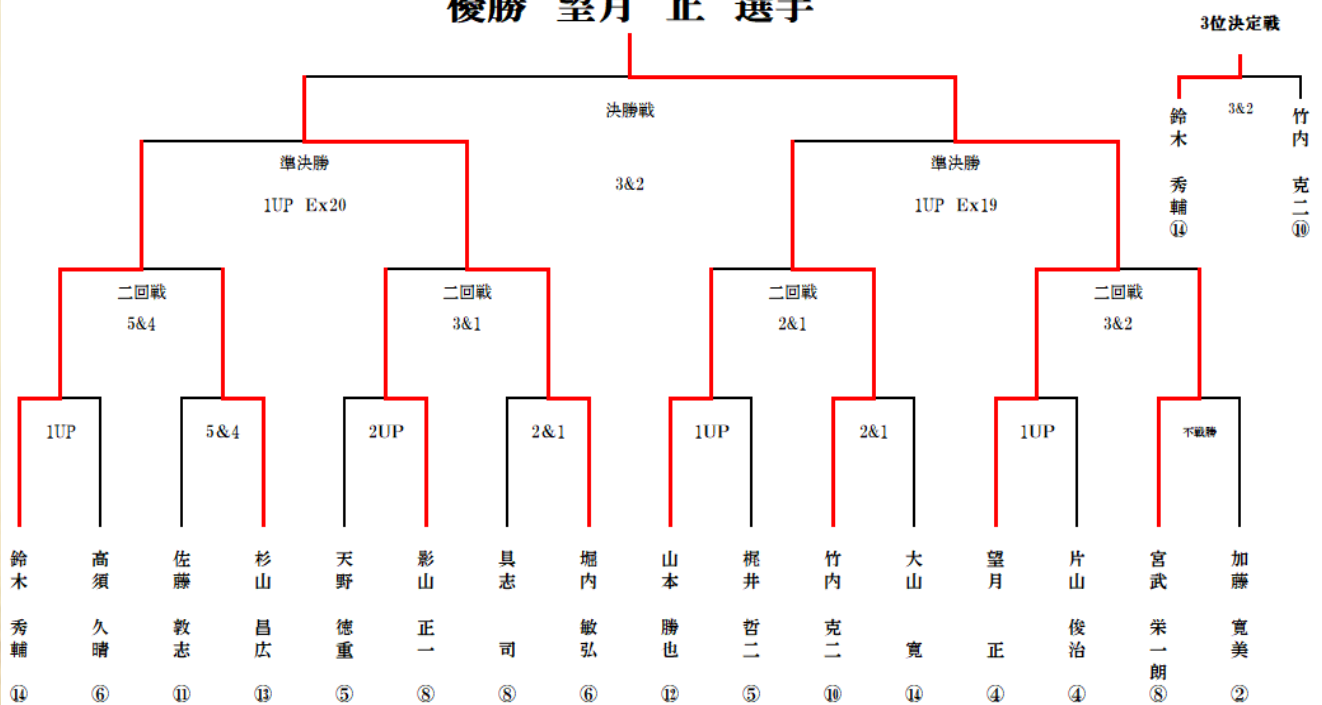 優勝 望月 正 選手
3位決定戦
決勝戦
3&2
鈴木 秀輔⑭
竹内 克二⑩
準決勝
準決勝
3&2
1UP Ex20
1UP Ex19
二回戦
二回戦
二回戦
二回戦
5&4
3&1
2&1
3&2
1UP
5&4
2UP
2&1
1UP
2&1
1UP
不戦勝
鈴木 秀輔 ⑭
高須 久晴 ⑥
佐藤 敦志 ⑪
杉山 昌広 ⑬
天野 徳重 ⑤
影山 正一 ⑧
具志 司 ⑧
堀内 敏弘 ⑥
山本 勝也 ⑫
梶井 哲二 ⑤
竹内 克二 ⑩
大山 寛 ⑭
望月 正 ④
片山 俊治 ④
宮武 栄一朗 ⑧
加藤 寛美 ②